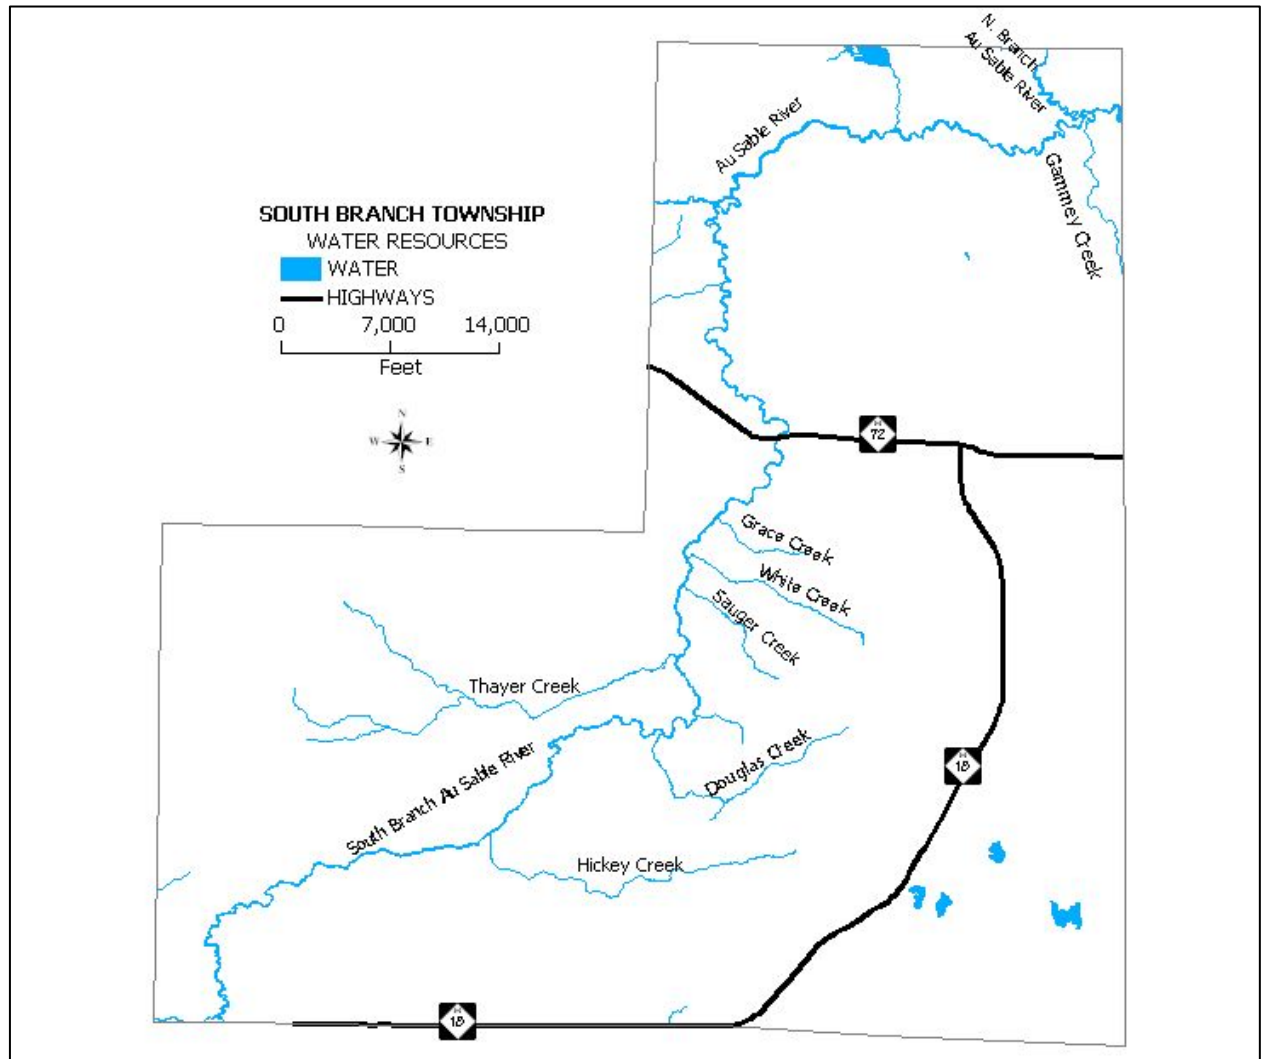 N. Branch
Au Sable River
Au Sable River
Gammey Creek
SOUTH BRANCH TOWNSHIP
WATER RESOURCES
WATER
HIGHWAYS
0 7,000 14,000
Feet
N
W E
S
M
72
Grace Creek
White Creek
Sauger Creek
Thayer Creek
South Branch Au Sable River
Douglas Creek
M
18
Hickey Creek
M
18